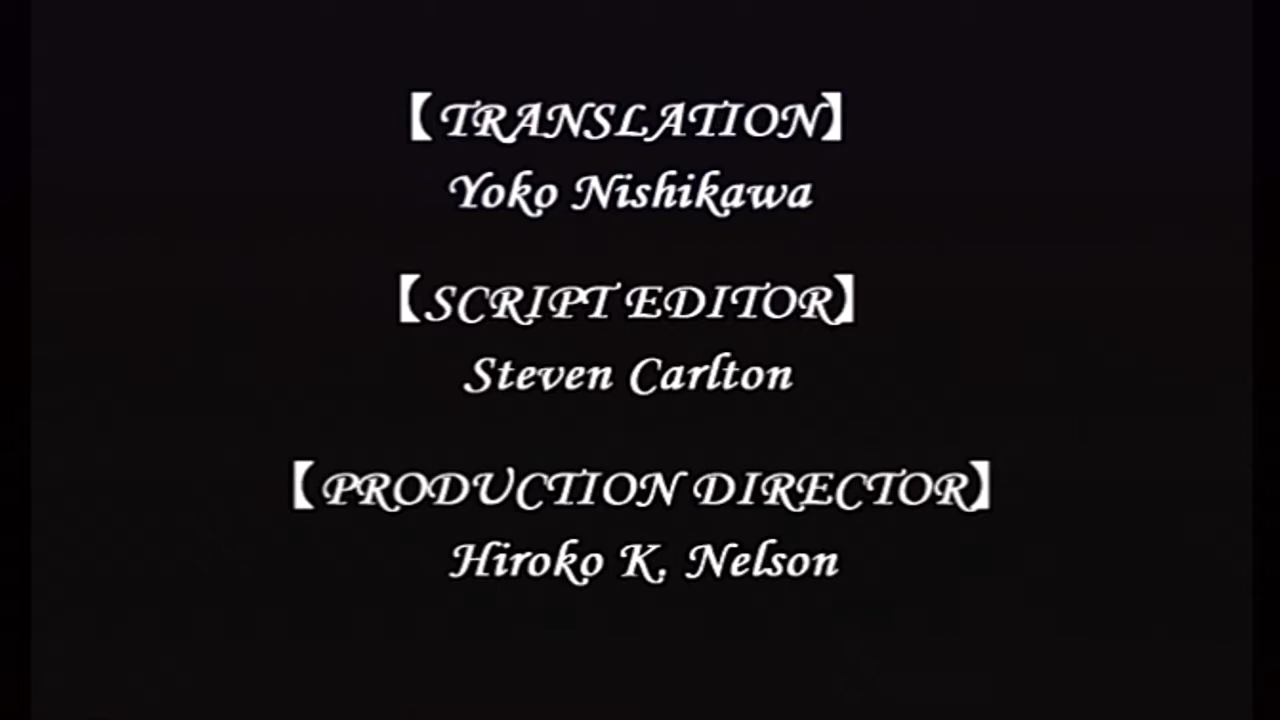 【TRANSLATION】
Yoko Nishikawa
【SCRIPT EDITOR】
Steven Carlton
【PRODUCTION DIRECTOR】
Hiroko K. Nelson